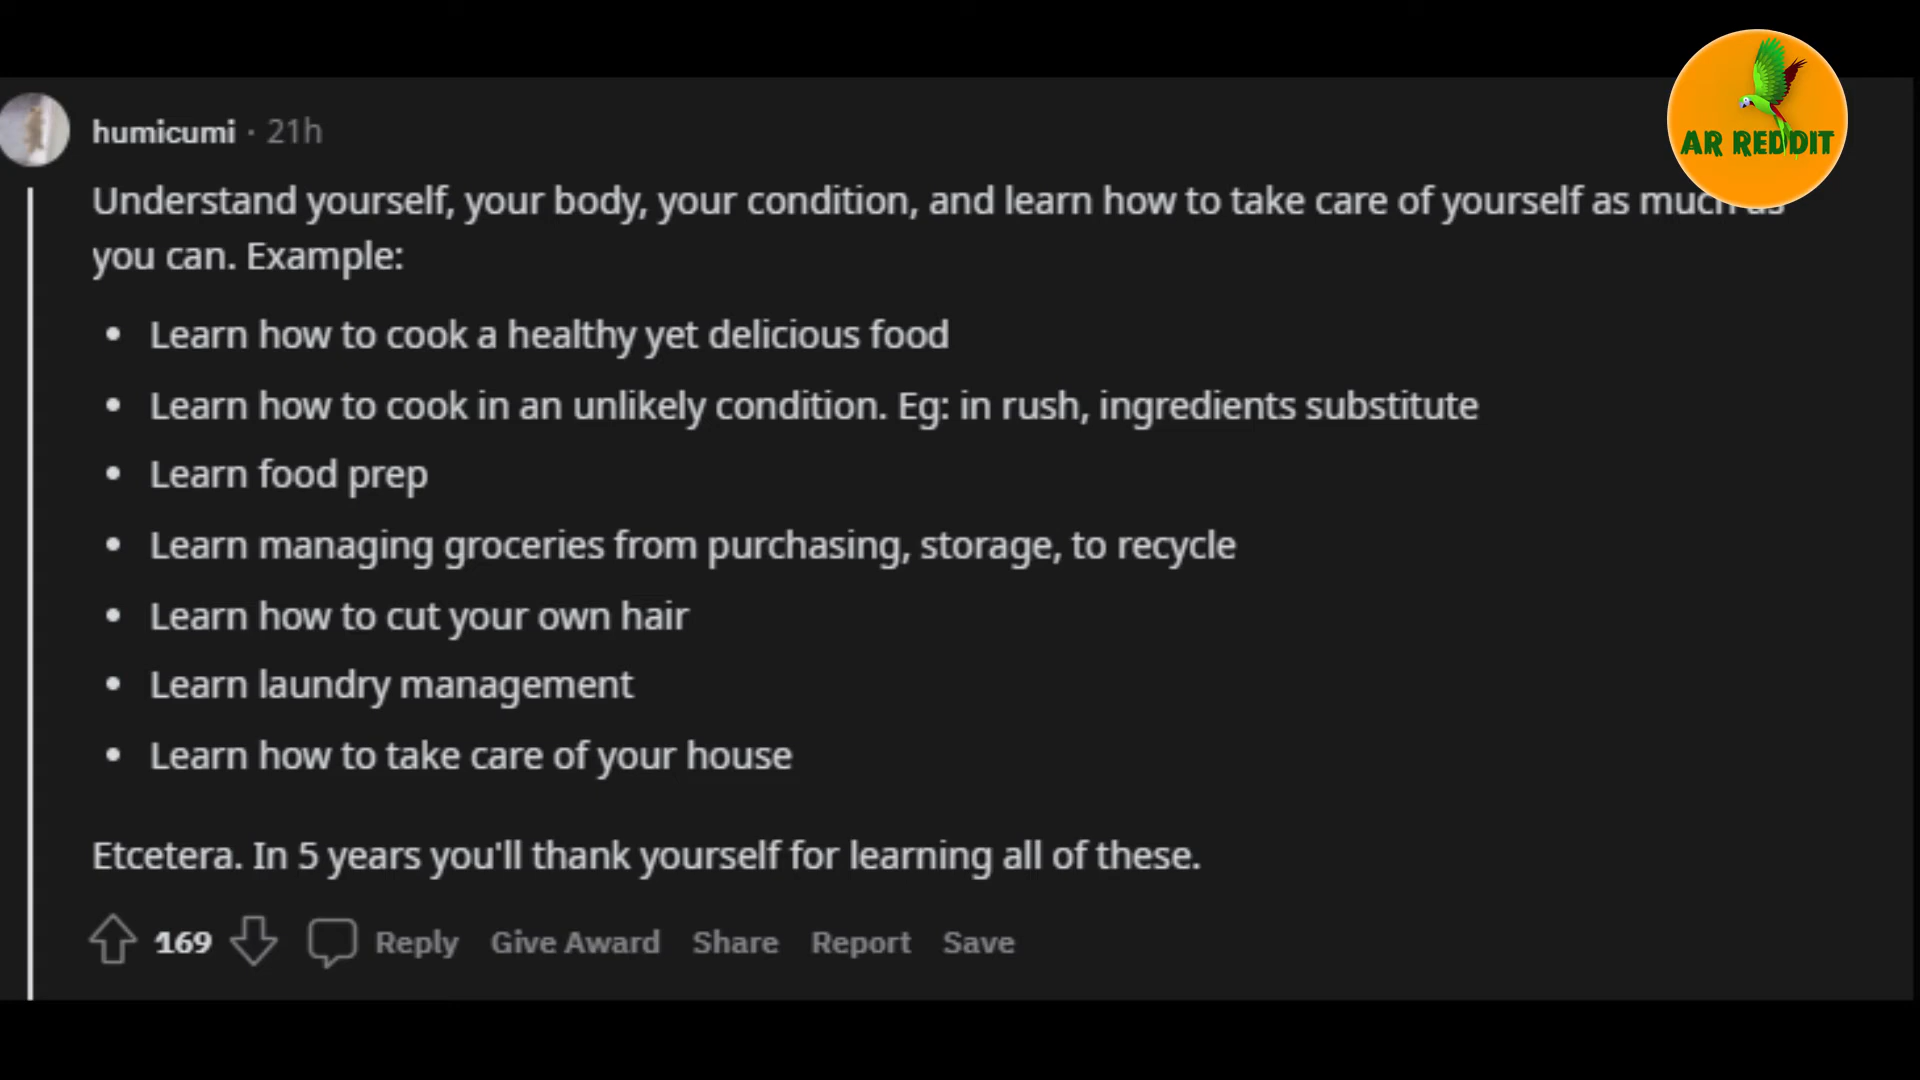 AR REDDIT
humicumi · 21h
Understand yourself, your body, your condition, and learn how to take care of yourself as much as
you can. Example:
• Learn how to cook a healthy yet delicious food
• Learn how to cook in an unlikely condition. Eg: in rush, ingredients substitute
• Learn food prep
• Learn managing groceries from purchasing, storage, to recycle
• Learn how to cut your own hair
• Learn laundry management
• Learn how to take care of your house
Etcetera. In 5 years you'll thank yourself for learning all of these.
169 Reply Give Award Share Report Save